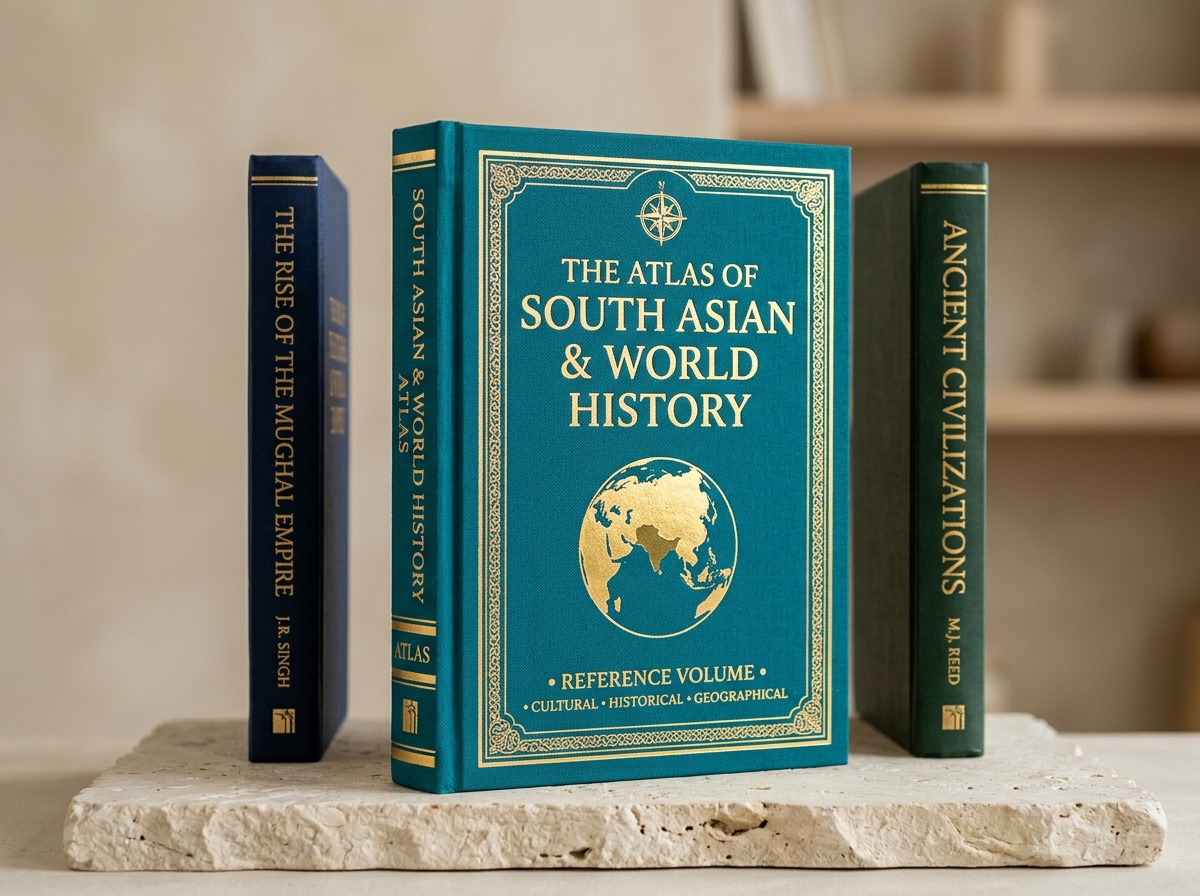 THE RISE OF THE MUGHAL EMPIRE
J.R. SINGH
SOUTH ASIAN & WORLD HISTORY
ATLAS
ATLAS
N
THE ATLAS OF
SOUTH ASIAN
& WORLD
HISTORY
• REFERENCE VOLUME •
• CULTURAL • HISTORICAL • GEOGRAPHICAL
ANCIENT CIVILIZATIONS
M.J. REED